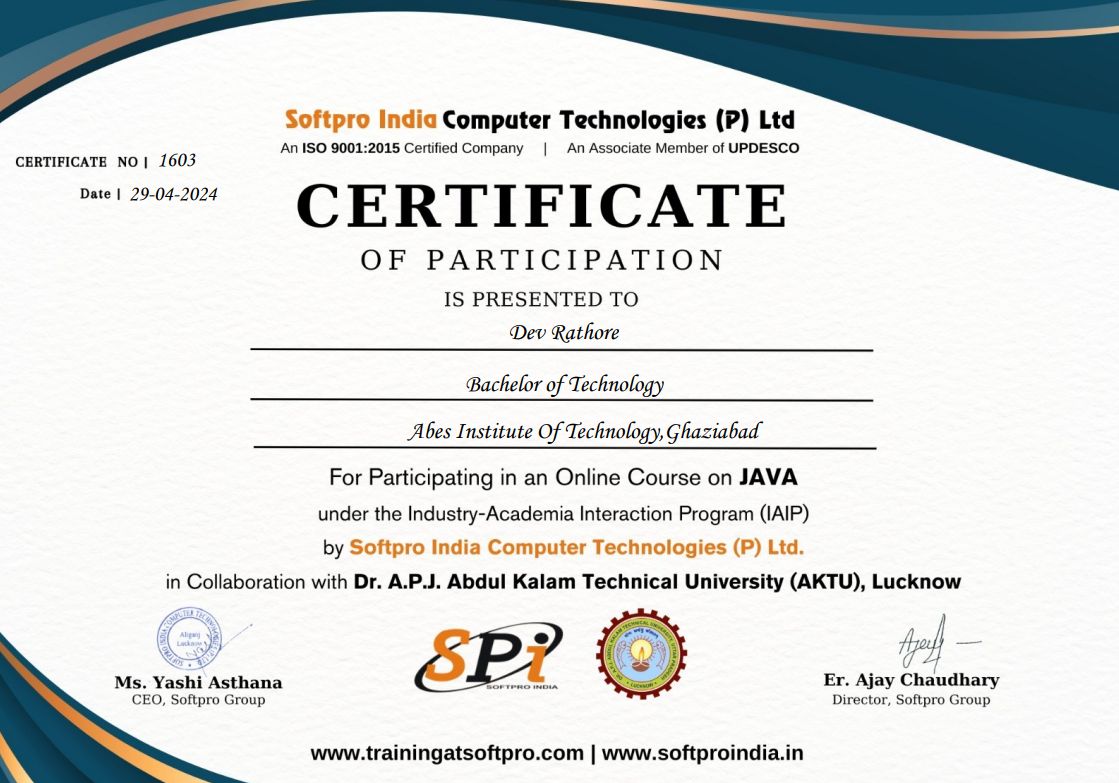 Softpro India Computer Technologies (P) Ltd
An ISO 9001:2015 Certified Company | An Associate Member of UPDESCO
CERTIFICATE NO | 1603
Date | 29-04-2024
CERTIFICATE
OF PARTICIPATION
IS PRESENTED TO
Dev Rathore
Bachelor of Technology
Abes Institute Of Technology,Ghaziabad
For Participating in an Online Course on JAVA
under the Industry-Academia Interaction Program (IAIP)
by Softpro India Computer Technologies (P) Ltd.
in Collaboration with Dr. A.P.J. Abdul Kalam Technical University (AKTU), Lucknow
Aliganj
Lucknow
SPi
SOFTPRO INDIA
LUCKNOW
Ajay
Ms. Yashi Asthana
CEO, Softpro Group
Er. Ajay Chaudhary
Director, Softpro Group
www.trainingatsoftpro.com | www.softproindia.in